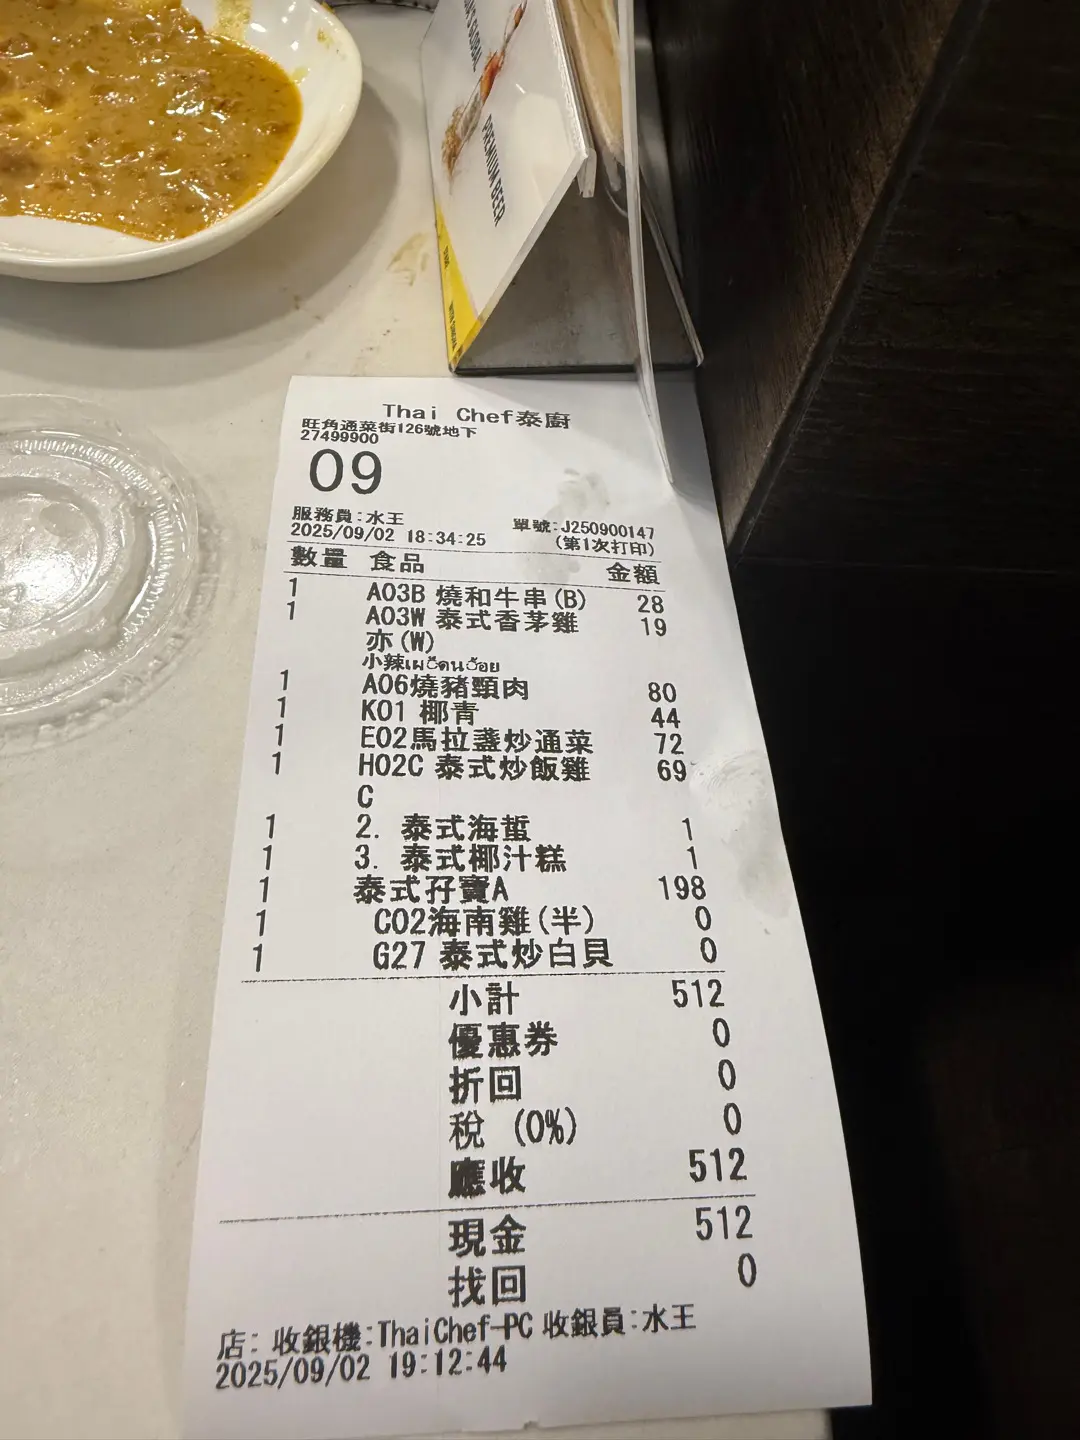 PREMIUM BEER
Thai Chef泰廚
旺角通菜街126號地下
27499900
09
服務員:水王
單號:J250900147
2025/09/02 18:34:25
(第1次打印)
數量 食品 金額
1 A03B 燒和牛串(B) 28
1 A03W 泰式香茅雞 19
亦(W)
小辣
1 A06燒豬頸肉 80
1 K01 椰青 44
1 E02馬拉盞炒通菜 72
1 H02C 泰式炒飯雞 69
C
1 2. 泰式海蜇 1
1 3. 泰式椰汁糕 1
1 泰式孖寶A 198
1 C02海南雞(半) 0
1 G27 泰式炒白貝 0
小計 512
優惠券 0
折回 0
稅 (0%) 0
應收 512
現金 512
找回 0
店: 收銀機:ThaiChef-PC 收銀員:水王
2025/09/02 19:12:44